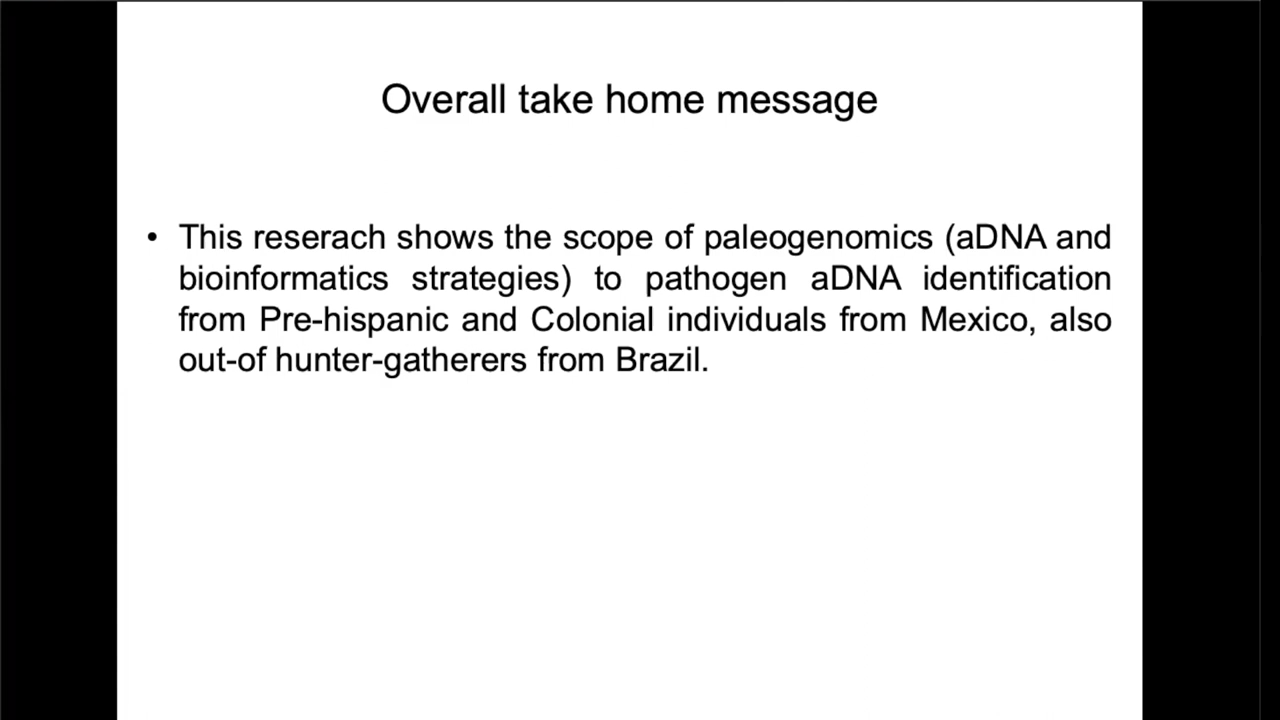 Overall take home message
• This reserach shows the scope of paleogenomics (aDNA and
bioinformatics strategies) to pathogen aDNA identification
from Pre-hispanic and Colonial individuals from Mexico, also
out-of hunter-gatherers from Brazil.